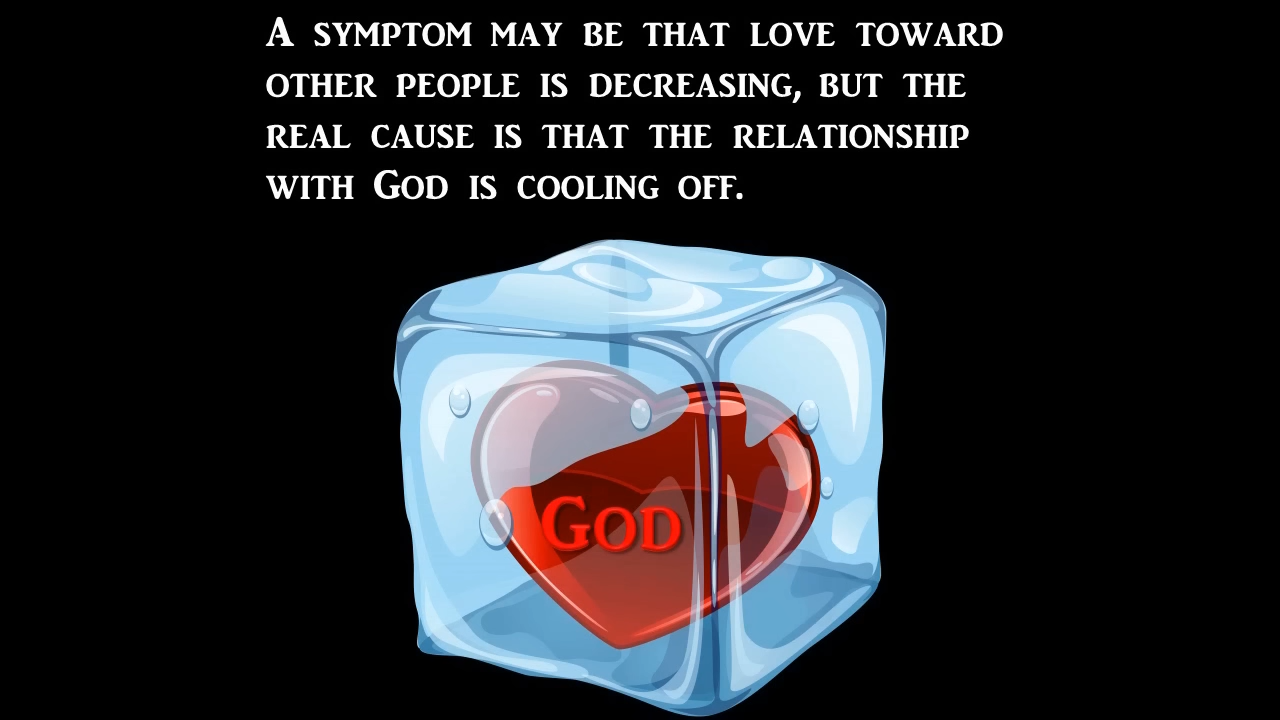 A symptom may be that love toward
other people is decreasing, but the
real cause is that the relationship
with God is cooling off.
God